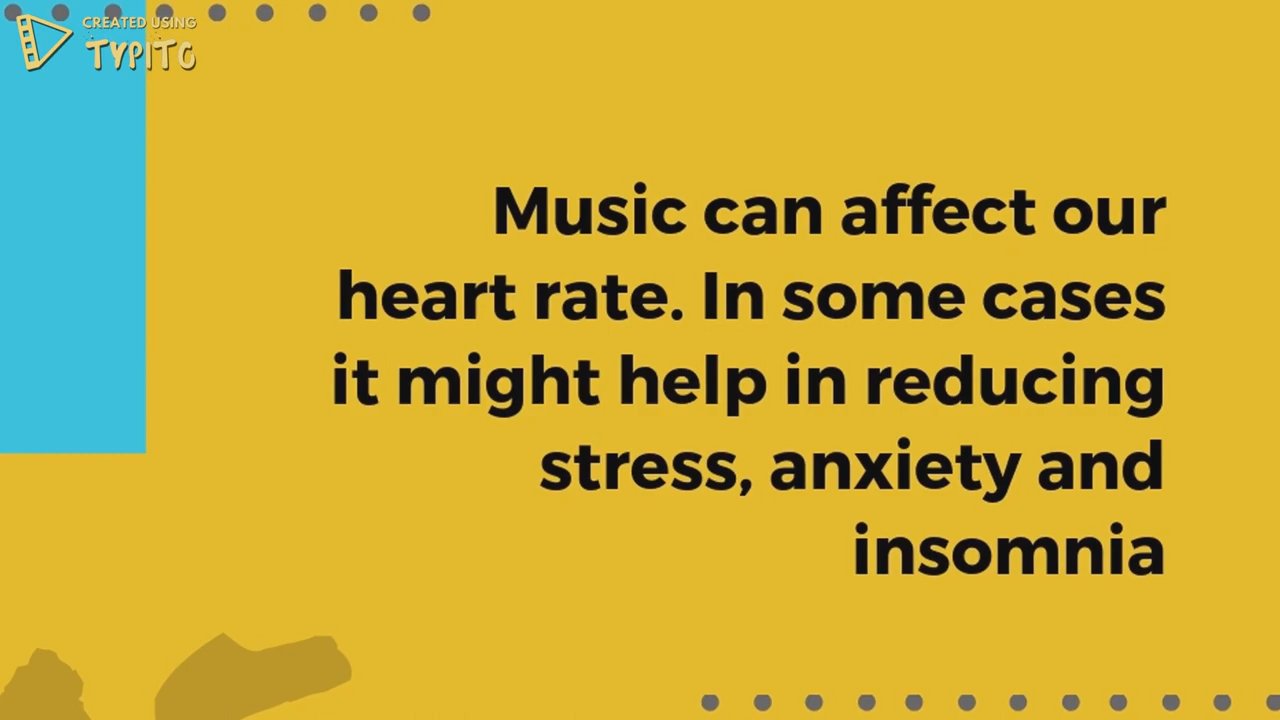 CREATED USING
TYPITO
Music can affect our
heart rate. In some cases
it might help in reducing
stress, anxiety and
insomnia